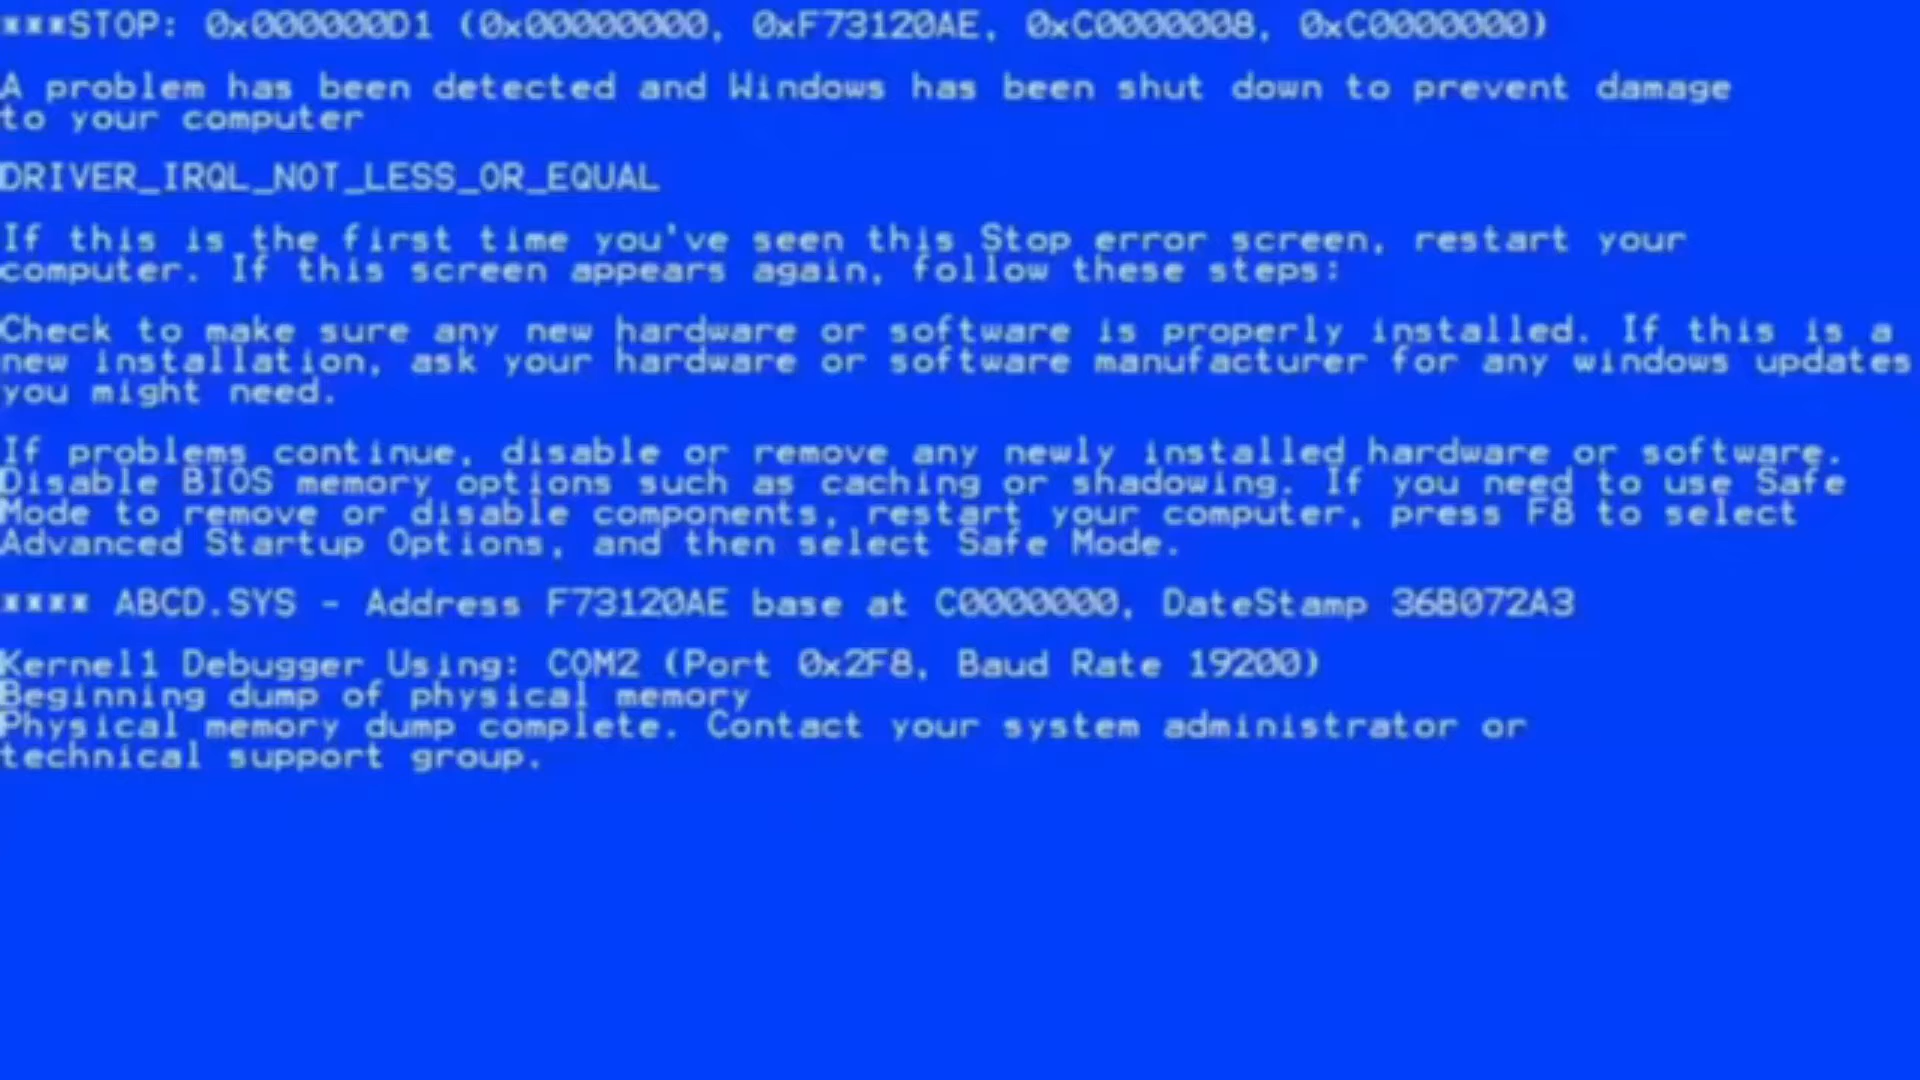 ***STOP: 0x000000D1 (0x00000000, 0xF73120AE, 0xC0000008, 0xC0000000)
A problem has been detected and Windows has been shut down to prevent damage
to your computer
DRIVER_IRQL_NOT_LESS_OR_EQUAL
If this is the first time you've seen this Stop error screen, restart your
computer. If this screen appears again, follow these steps:
Check to make sure any new hardware or software is properly installed. If this is a
new installation, ask your hardware or software manufacturer for any windows updates
you might need.
If problems continue, disable or remove any newly installed hardware or software.
Disable BIOS memory options such as caching or shadowing. If you need to use Safe
Mode to remove or disable components, restart your computer, press F8 to select
Advanced Startup Options, and then select Safe Mode.
**** ABCD.SYS - Address F73120AE base at C0000000, DateStamp 36B072A3
Kernel1 Debugger Using: COM2 (Port 0x2F8, Baud Rate 19200)
Beginning dump of physical memory
Physical memory dump complete. Contact your system administrator or
technical support group.